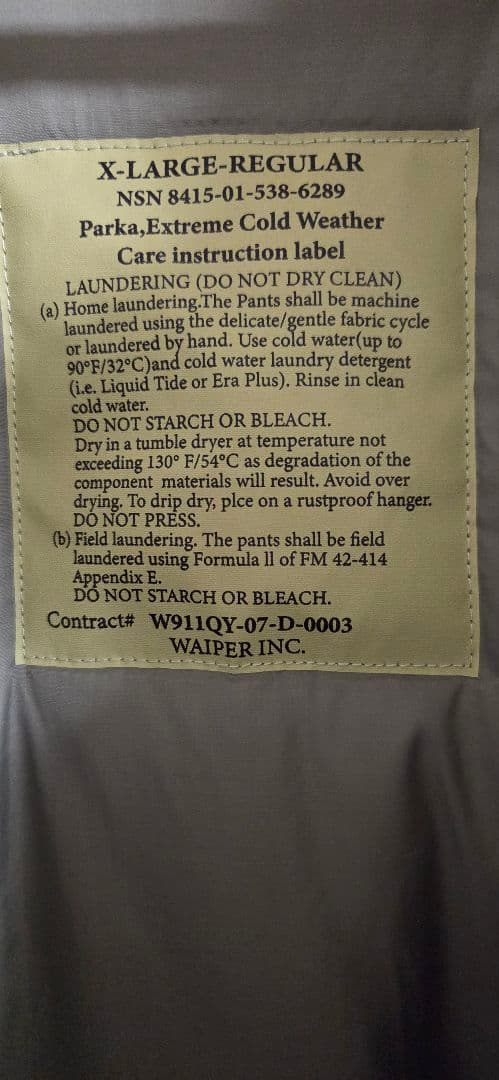 X-LARGE-REGULAR
NSN 8415-01-538-6289
Parka,Extreme Cold Weather
Care instruction label
LAUNDERING (DO NOT DRY CLEAN)
(a) Home laundering.The Pants shall be machine
laundered using the delicate/gentle fabric cycle
or laundered by hand. Use cold water(up to
90°F/32°C)and cold water laundry detergent
(i.e. Liquid Tide or Era Plus). Rinse in clean
cold water.
DO NOT STARCH OR BLEACH.
Dry in a tumble dryer at temperature not
exceeding 130° F/54°C as degradation of the
component materials will result. Avoid over
drying. To drip dry, plce on a rustproof hanger.
DO NOT PRESS.
(b) Field laundering. The pants shall be field
laundered using Formula ll of FM 42-414
Appendix E.
DO NOT STARCH OR BLEACH.
Contract# W911QY-07-D-0003
WAIPER INC.